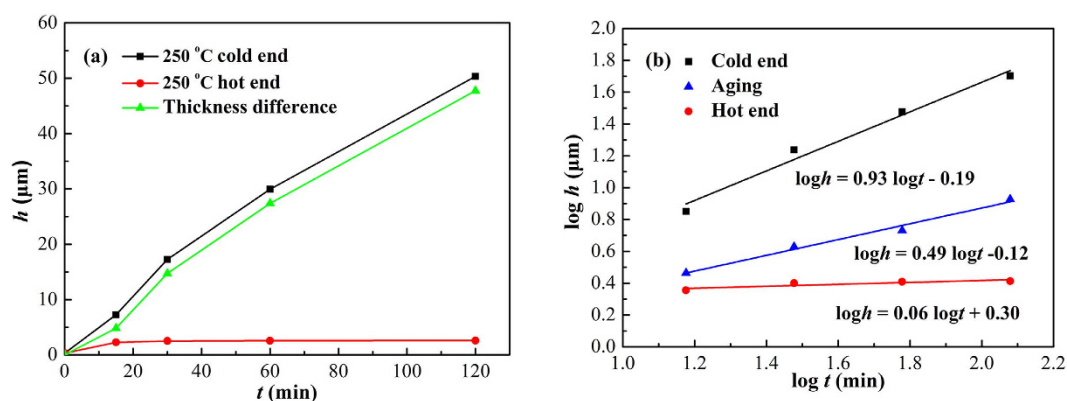 (a)
250 °C cold end
250 °C hot end
Thickness difference
h (μm)
60
50
40
30
20
10
0
0 20 40 60 80 100 120
t (min)
(b)
Cold end
Aging
Hot end
log h (μm)
2.0
1.8
1.6
1.4
1.2
1.0
0.8
0.6
0.4
0.2
0.0
logh = 0.93 logt - 0.19
logh = 0.49 logt -0.12
logh = 0.06 logt + 0.30
1.0 1.2 1.4 1.6 1.8 2.0 2.2
log t (min)